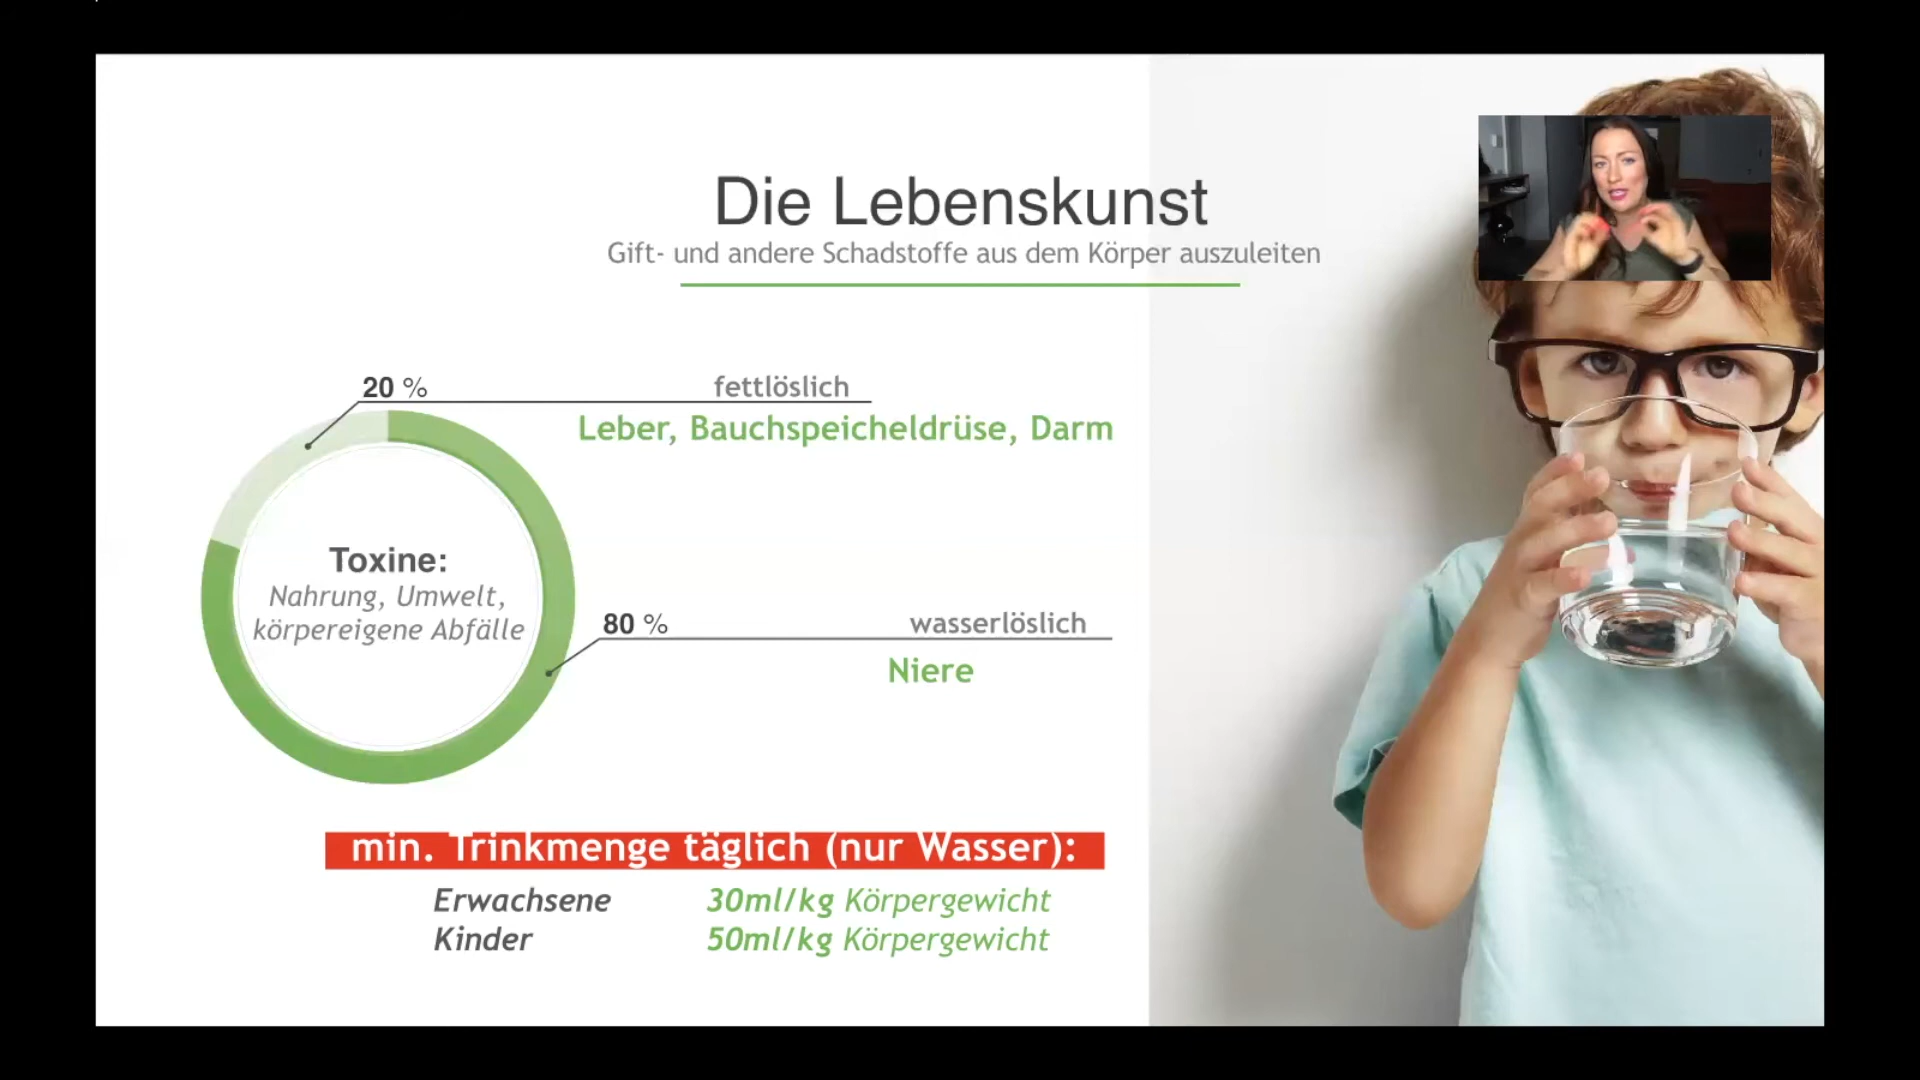 Die Lebenskunst
Gift- und andere Schadstoffe aus dem Körper auszuleiten
20 % fettlöslich
Leber, Bauchspeicheldrüse, Darm
Toxine:
Nahrung, Umwelt,
körpereigene Abfälle
80 % wasserlöslich
Niere
min. Trinkmenge täglich (nur Wasser):
Erwachsene 30ml/kg Körpergewicht
Kinder 50ml/kg Körpergewicht